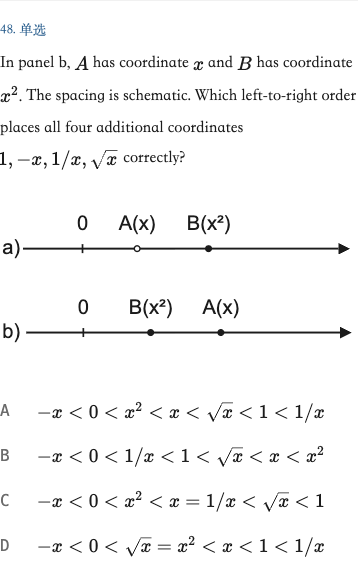 48. 单选
In panel b, A has coordinate x and B has coordinate
x². The spacing is schematic. Which left-to-right order
places all four additional coordinates
1, −x, 1/x, √x correctly?
0 A(x) B(x²)
a)
0 B(x²) A(x)
b)
A −x < 0 < x² < x < √x < 1 < 1/x
B −x < 0 < 1/x < 1 < √x < x < x²
C −x < 0 < x² < x = 1/x < √x < 1
D −x < 0 < √x = x² < x < 1 < 1/x